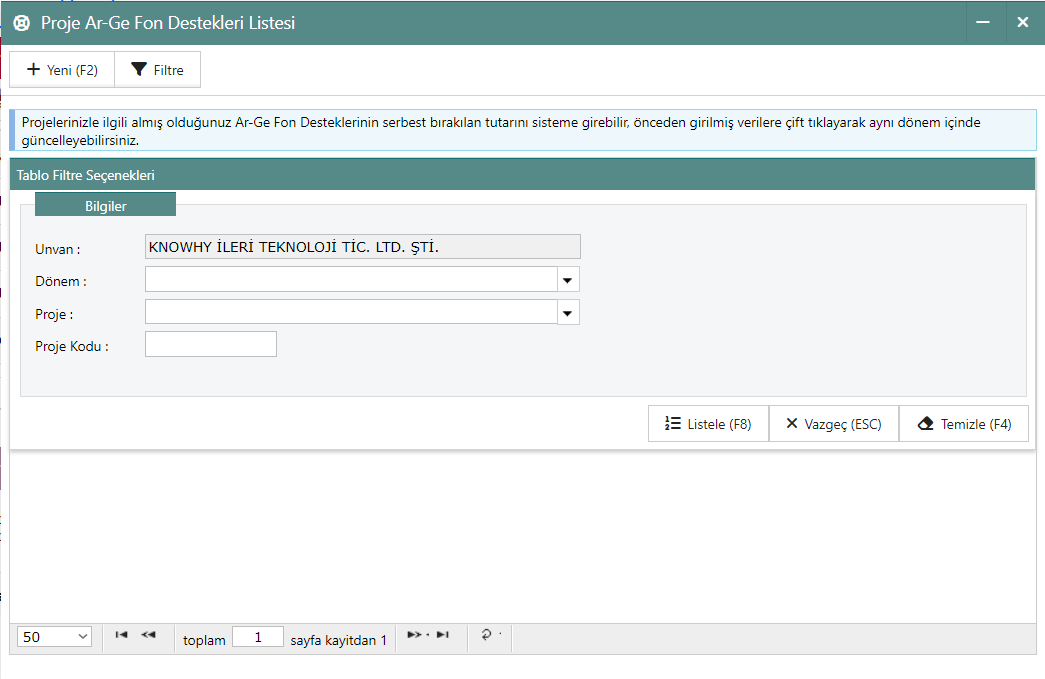 Proje Ar-Ge Fon Destekleri Listesi
Yeni (F2)
Filtre
Projelerinizle ilgili almış olduğunuz Ar-Ge Fon Desteklerinin serbest bırakılan tutarını sisteme girebilir, önceden girilmiş verilere çift tıklayarak aynı dönem içinde
güncelleyebilirsiniz.
Tablo Filtre Seçenekleri
Bilgiler
Unvan : KNOWHY İLERİ TEKNOLOJİ TİC. LTD. ŞTİ.
Dönem :
Proje :
Proje Kodu :
Listele (F8)
Vazgeç (ESC)
Temizle (F4)
50 toplam 1 sayfa kayitdan 1